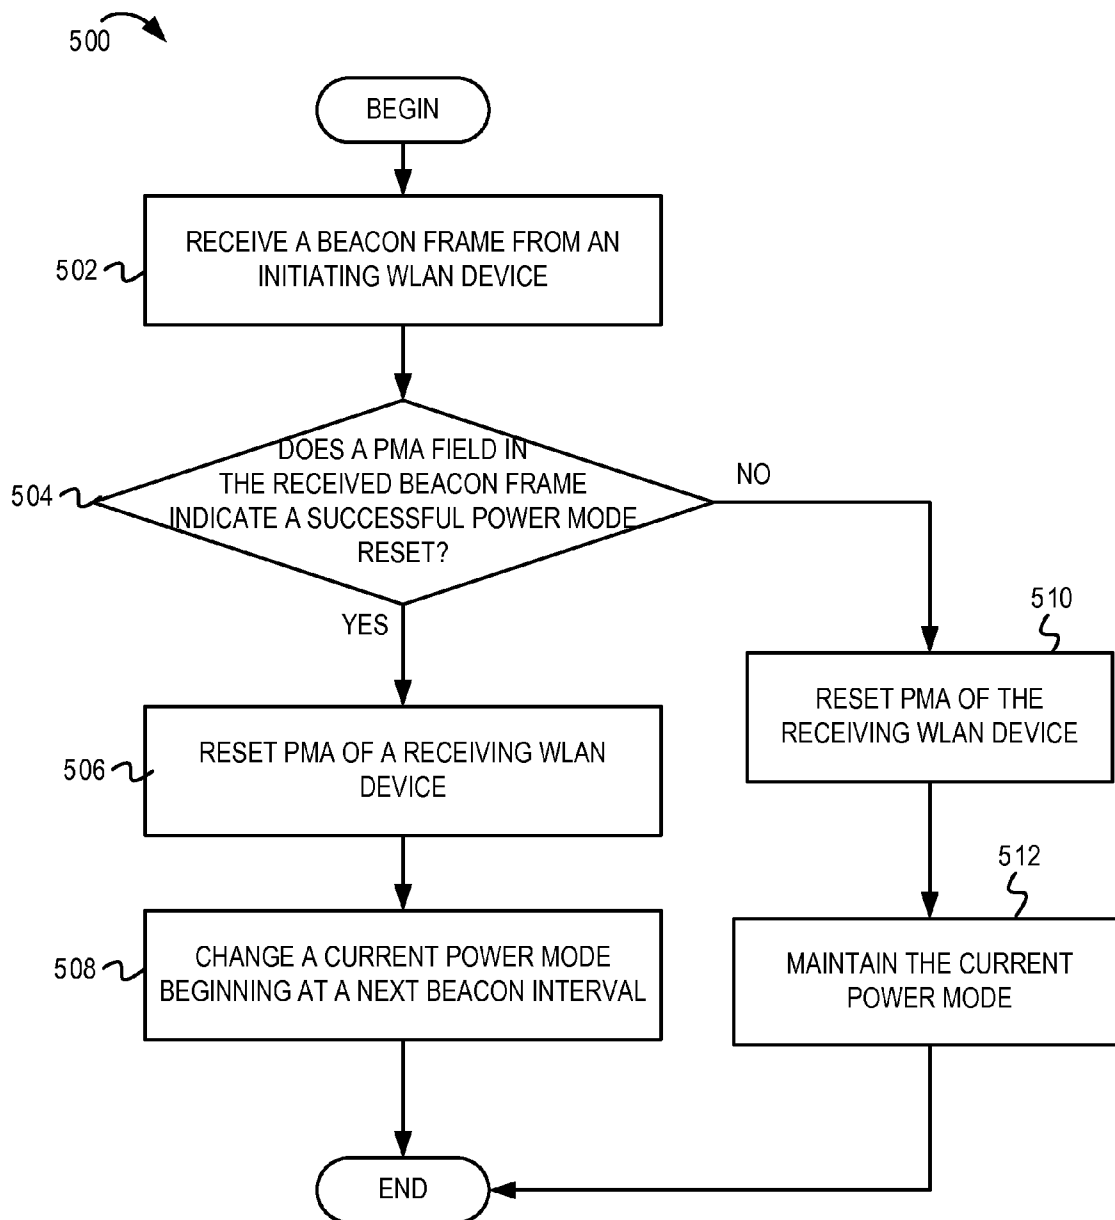 500
BEGIN
502
RECEIVE A BEACON FRAME FROM AN
INITIATING WLAN DEVICE
504
DOES A PMA FIELD IN
THE RECEIVED BEACON FRAME
INDICATE A SUCCESSFUL POWER MODE
RESET?
NO
YES
506
RESET PMA OF A RECEIVING WLAN
DEVICE
508
CHANGE A CURRENT POWER MODE
BEGINNING AT A NEXT BEACON INTERVAL
510
RESET PMA OF THE
RECEIVING WLAN DEVICE
512
MAINTAIN THE CURRENT
POWER MODE
END